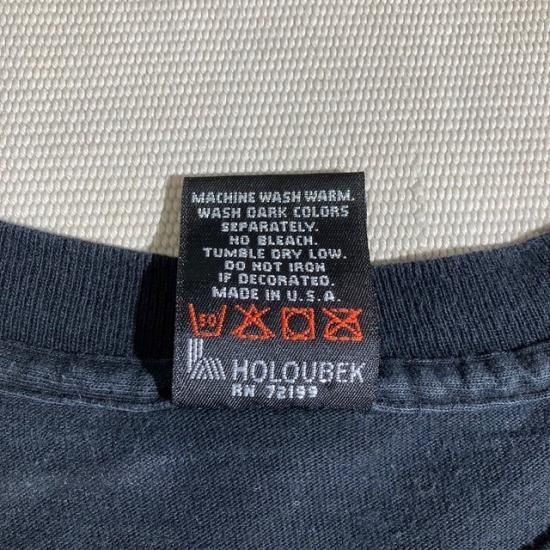 MACHINE WASH WARM.
WASH DARK COLORS
SEPARATELY.
NO BLEACH.
TUMBLE DRY LOW.
DO NOT IRON
IF DECORATED.
MADE IN U.S.A.
50
HOLOUBEK
RN 72199